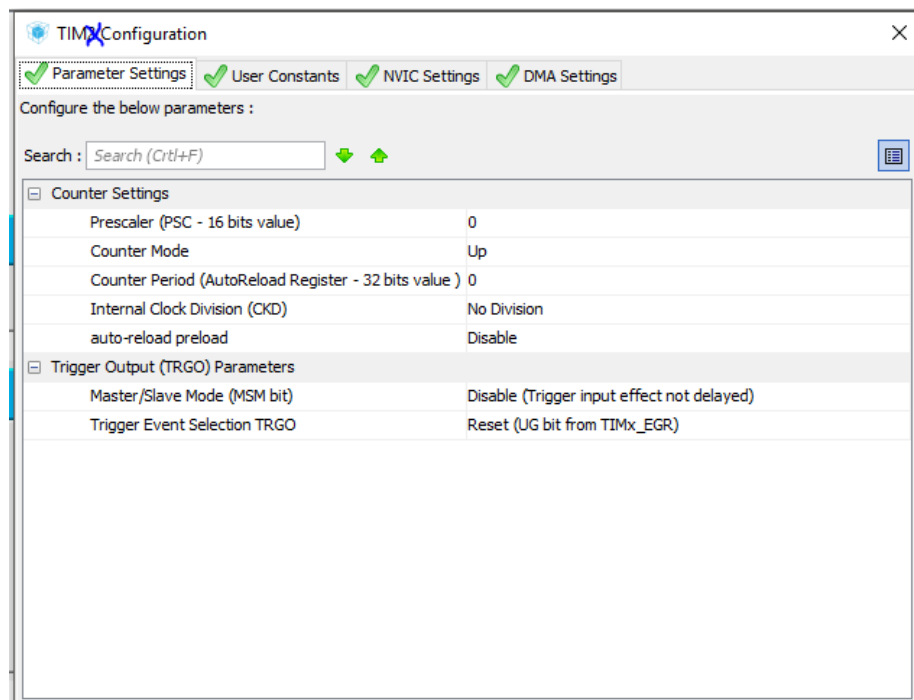 TIMX Configuration
Parameter Settings User Constants NVIC Settings DMA Settings
Configure the below parameters :
Search : Search (Crtl+F)
Counter Settings
Prescaler (PSC - 16 bits value) 0
Counter Mode Up
Counter Period (AutoReload Register - 32 bits value ) 0
Internal Clock Division (CKD) No Division
auto-reload preload Disable
Trigger Output (TRGO) Parameters
Master/Slave Mode (MSM bit) Disable (Trigger input effect not delayed)
Trigger Event Selection TRGO Reset (UG bit from TIMx_EGR)